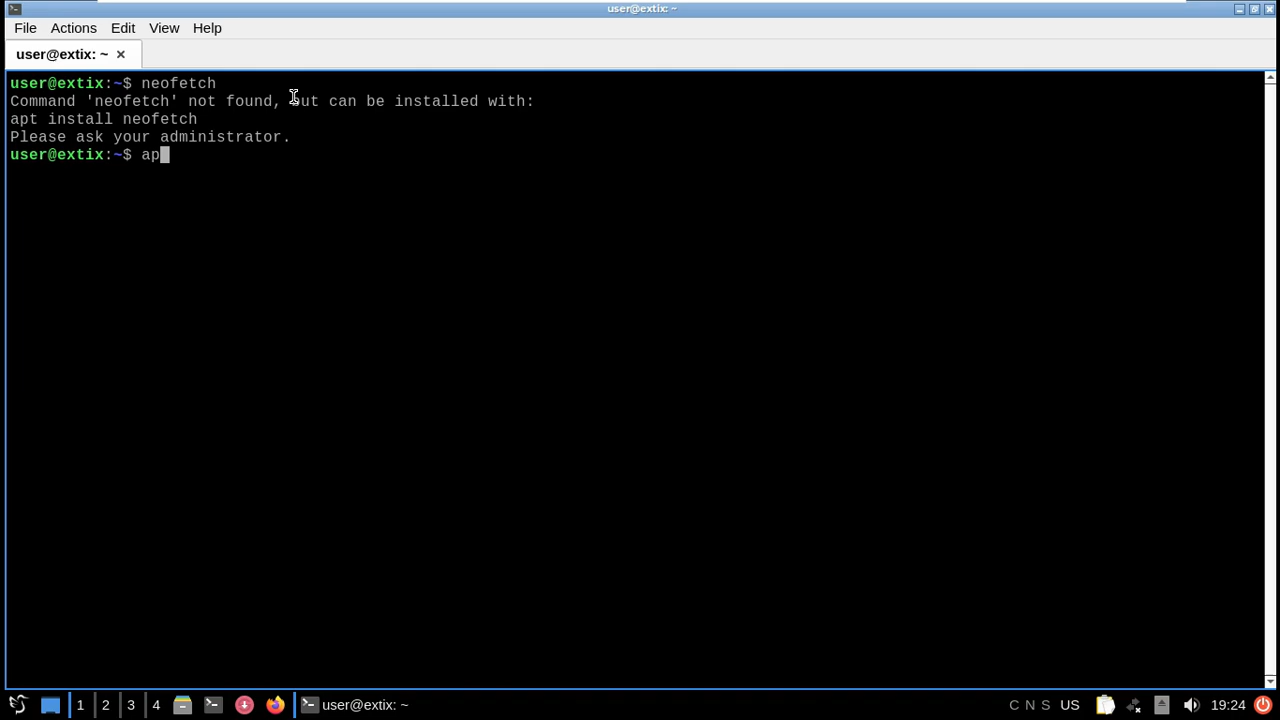 user@extix: ~
File Actions Edit View Help
user@extix: ~ ✕
user@extix:~$ neofetch
Command 'neofetch' not found, but can be installed with:
apt install neofetch
Please ask your administrator.
user@extix:~$ ap
1 2 3 4 user@extix: ~ C N S US 19:24